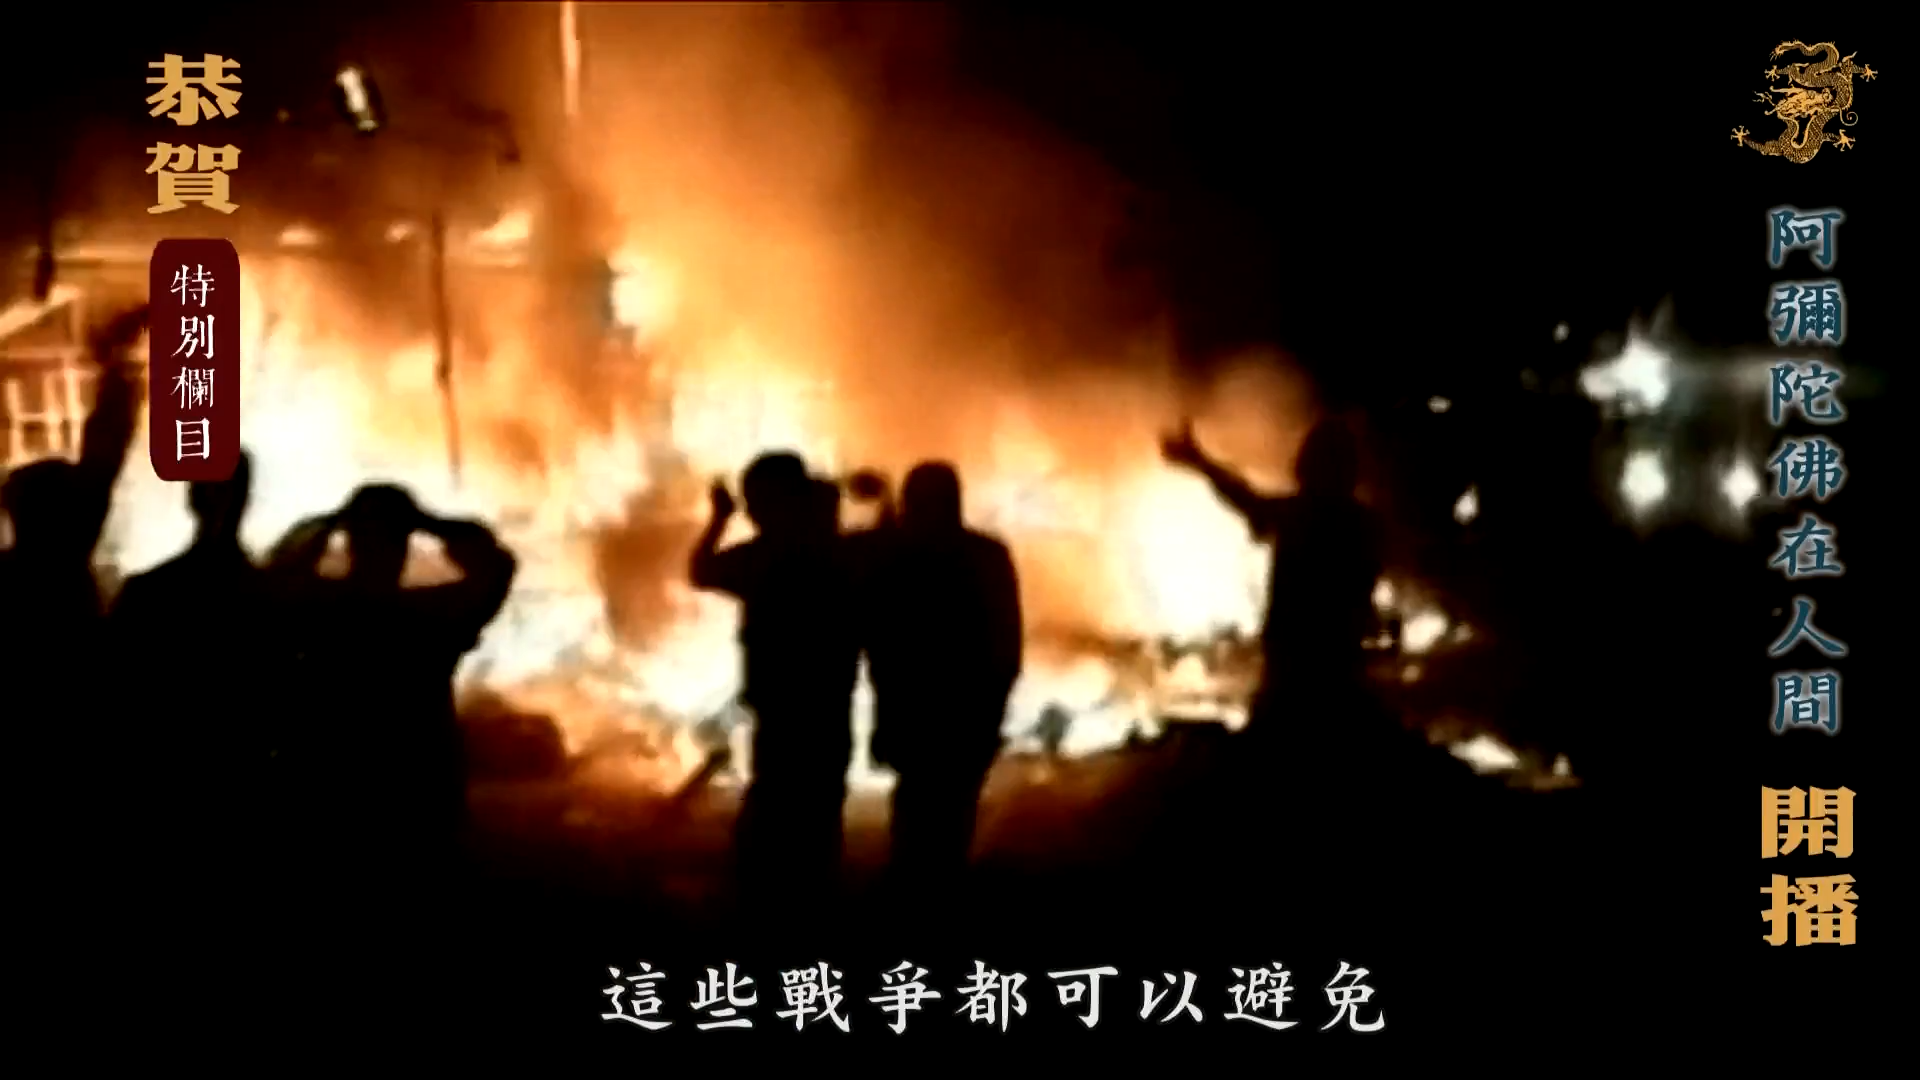 恭賀
特別欄目
阿彌陀佛在人間
開播
這些戰爭都可以避免